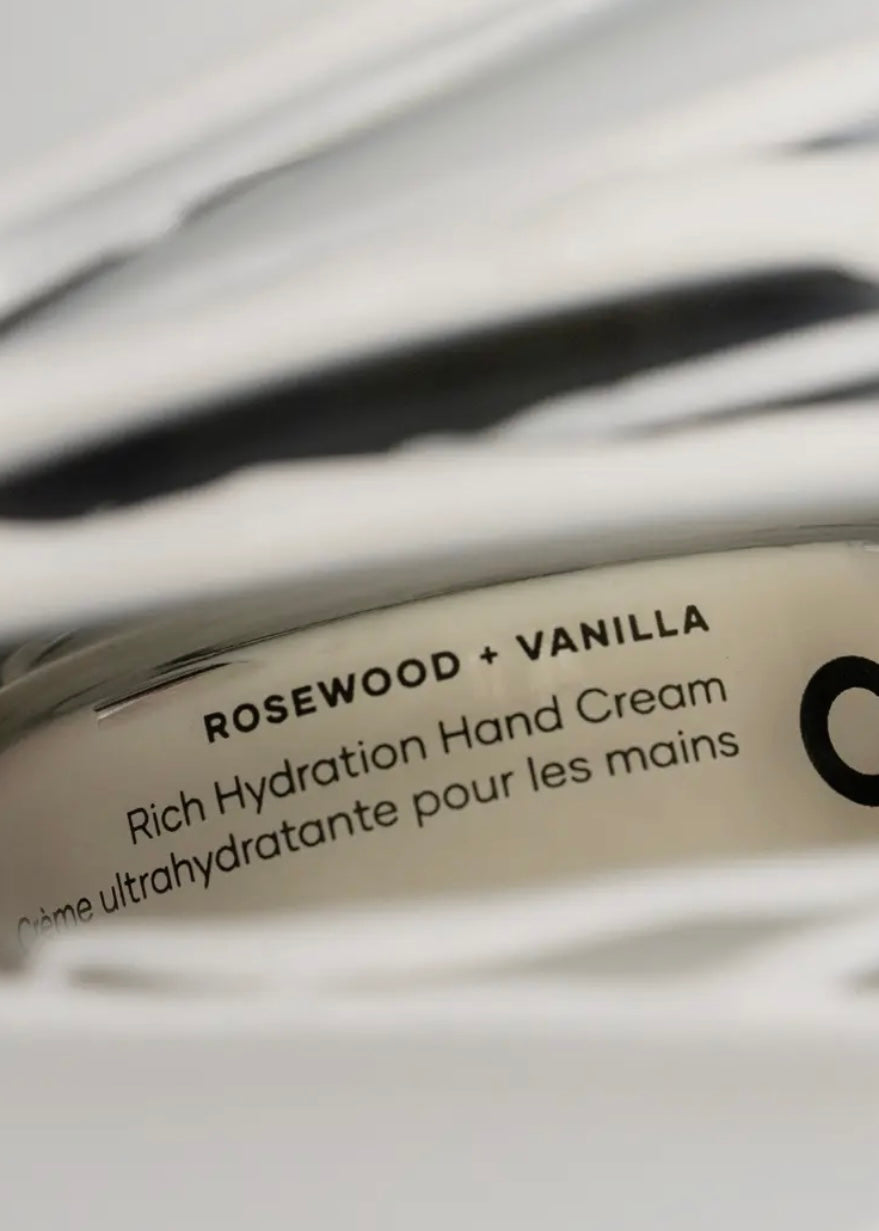 ROSEWOOD + VANILLA
Rich Hydration Hand Cream
Crème ultrahydratante pour les mains